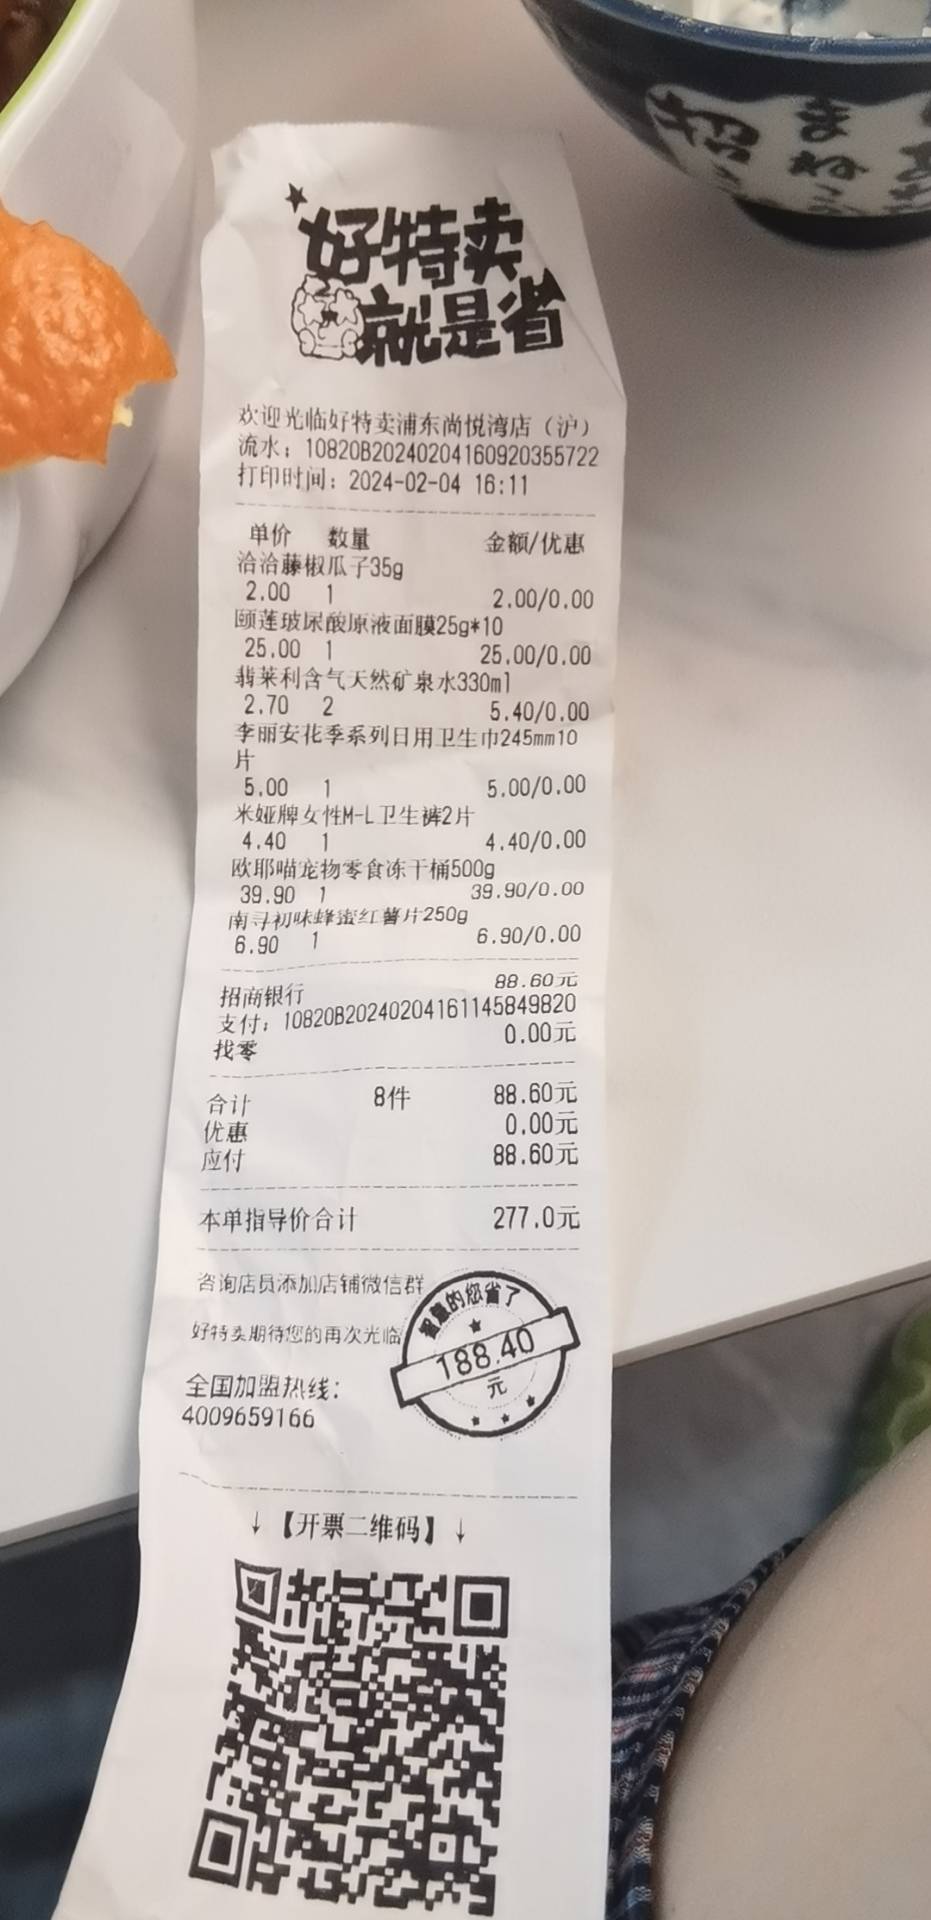 招 まね
好特卖
就是省
欢迎光临好特卖浦东尚悦湾店（沪）
流水：10820B202402041609203557​22
打印时间：2024-02-04 16:11
单价 数量 金额/优惠
洽洽藤椒瓜子35g
2.00 1 2.00/0.00
颐莲玻尿酸原液面膜25g*10
25.00 1 25.00/0.00
翡莱利含气天然矿泉水330ml
2.70 2 5.40/0.00
李丽安花季系列日用卫生巾245mm10
片
5.00 1 5.00/0.00
米娅牌女性M-L卫生裤2片
4.40 1 4.40/0.00
欧耶喵宠物零食冻干桶500g
39.90 1 39.90/0.00
南寻初味蜂蜜红薯片250g
6.90 1 6.90/0.00
招商银行 88.60元
支付：10820B20240204161145849820
找零 0.00元
合计 8件 88.60元
优惠 0.00元
应付 88.60元
本单指导价合计 277.0元
咨询店员添加店铺微信群
好特卖期待您的再次光临
智慧的您省了
188.40
元
全国加盟热线：
4009659166
↓【开票二维码】↓